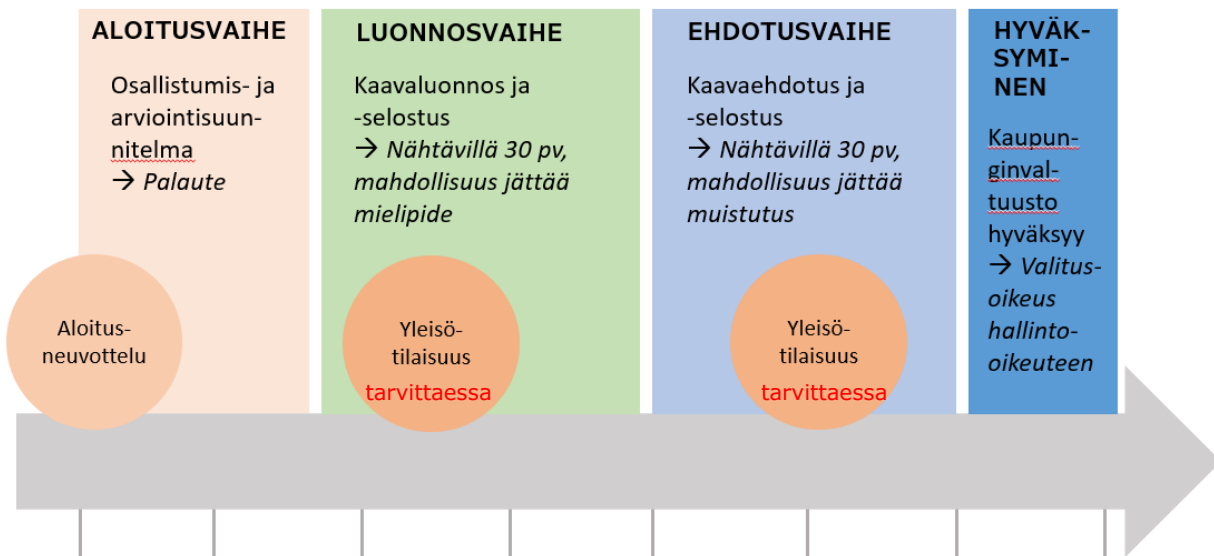 ALOITUSVAIHE
Osallistumis- ja
arviointisuun-
nitelma
→ Palaute
Aloitus-
neuvottelu
LUONNOSVAIHE
Kaavaluonnos ja
-selostus
→ Nähtävillä 30 pv,
mahdollisuus jättää
mielipide
Yleisö-
tilaisuus
tarvittaessa
EHDOTUSVAIHE
Kaavaehdotus ja
-selostus
→ Nähtävillä 30 pv,
mahdollisuus jättää
muistutus
Yleisö-
tilaisuus
tarvittaessa
HYVÄK-
SYMI-
NEN
Kaupun-
ginval-
tuusto
hyväksyy
→ Valitus-
oikeus
hallinto-
oikeuteen